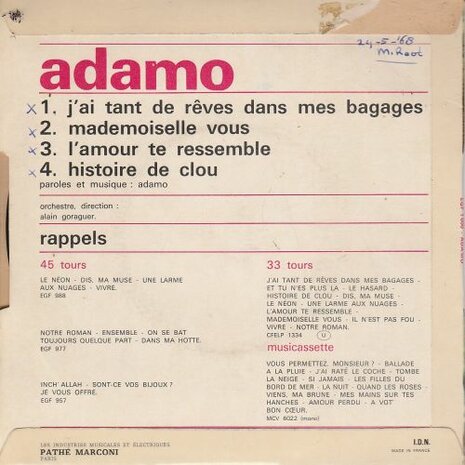 24-5-'68
M. Root
adamo
x 1. j'ai tant de rêves dans mes bagages
x 2. mademoiselle vous
x 3. l'amour te ressemble
x 4. histoire de clou
paroles et musique : adamo
orchestre, direction :
alain goraguer.
rappels
45 tours
LE NÉON - DIS, MA MUSE - UNE LARME
AUX NUAGES - VIVRE.
EGF 988
NOTRE ROMAN - ENSEMBLE - ON SE BAT
TOUJOURS QUELQUE PART - DANS MA HOTTE.
EGF 977
INCH'ALLAH - SONT-CE VOS BIJOUX ?
JE VOUS OFFRE.
EGF 957
33 tours
J'AI TANT DE RÊVES DANS MES BAGAGES -
ET TU N'ES PLUS LA - LE HASARD -
HISTOIRE DE CLOU - DIS, MA MUSE -
LE NÉON - UNE LARME AUX NUAGES -
L'AMOUR TE RESSEMBLE -
MADEMOISELLE VOUS - IL N'EST PAS FOU -
VIVRE - NOTRE ROMAN.
CFELP 1334 U
musicassette
VOUS PERMETTEZ, MONSIEUR ? - BALLADE
A LA PLUIE - J'AI RATÉ LE COCHE - TOMBE
LA NEIGE - SI JAMAIS - LES FILLES DU
BORD DE MER - LA NUIT - QUAND LES ROSES -
VIENS, MA BRUNE - MES MAINS SUR TES
HANCHES - AMOUR PERDU - A VOT'
BON CŒUR.
MCV 6022 (mono)
LES INDUSTRIES MUSICALES ET ÉLECTRIQUES
PATHÉ MARCONI
PARIS
I.D.N.
MADE IN FRANCE